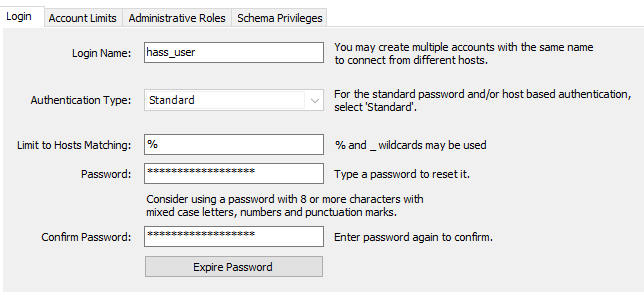 Login Account Limits Administrative Roles Schema Privileges
Login Name: hass_user You may create multiple accounts with the same name
to connect from different hosts.
Authentication Type: Standard For the standard password and/or host based authentication,
select 'Standard'.
Limit to Hosts Matching: % % and _ wildcards may be used
Password: ****************** Type a password to reset it.
Consider using a password with 8 or more characters with
mixed case letters, numbers and punctuation marks.
Confirm Password: ****************** Enter password again to confirm.
Expire Password